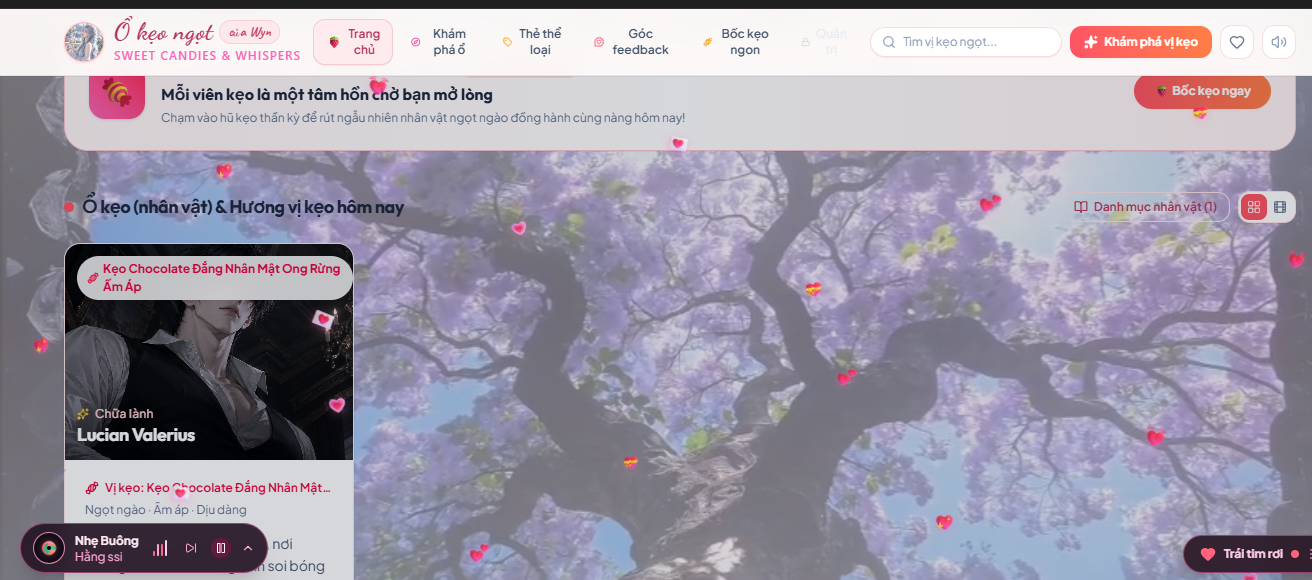 Ổ kẹo ngọt
của Wyn
SWEET CANDIES & WHISPERS
Trang
chủ
Khám
phá ổ
Thẻ thể
loại
Góc
feedback
Bốc kẹo
ngon
Quản
trị
Tìm vị kẹo ngọt...
Khám phá vị kẹo
Mỗi viên kẹo là một tâm hồn chờ bạn mở lòng
Chạm vào hũ kẹo thần kỳ để rút ngẫu nhiên nhân vật ngọt ngào đồng hành cùng nàng hôm nay!
Bốc kẹo ngay
Ổ kẹo (nhân vật) & Hương vị kẹo hôm nay
Danh mục nhân vật (1)
Kẹo Chocolate Đắng Nhân Mật Ong Rừng
Ấm Áp
Chữa lành
Lucian Valerius
Vị kẹo: Kẹo Chocolate Đắng Nhân Mật...
Ngọt ngào · Ấm áp · Dịu dàng
nơi
soi bóng
Nhẹ Buông
Hằng ssi
Trái tim rơi